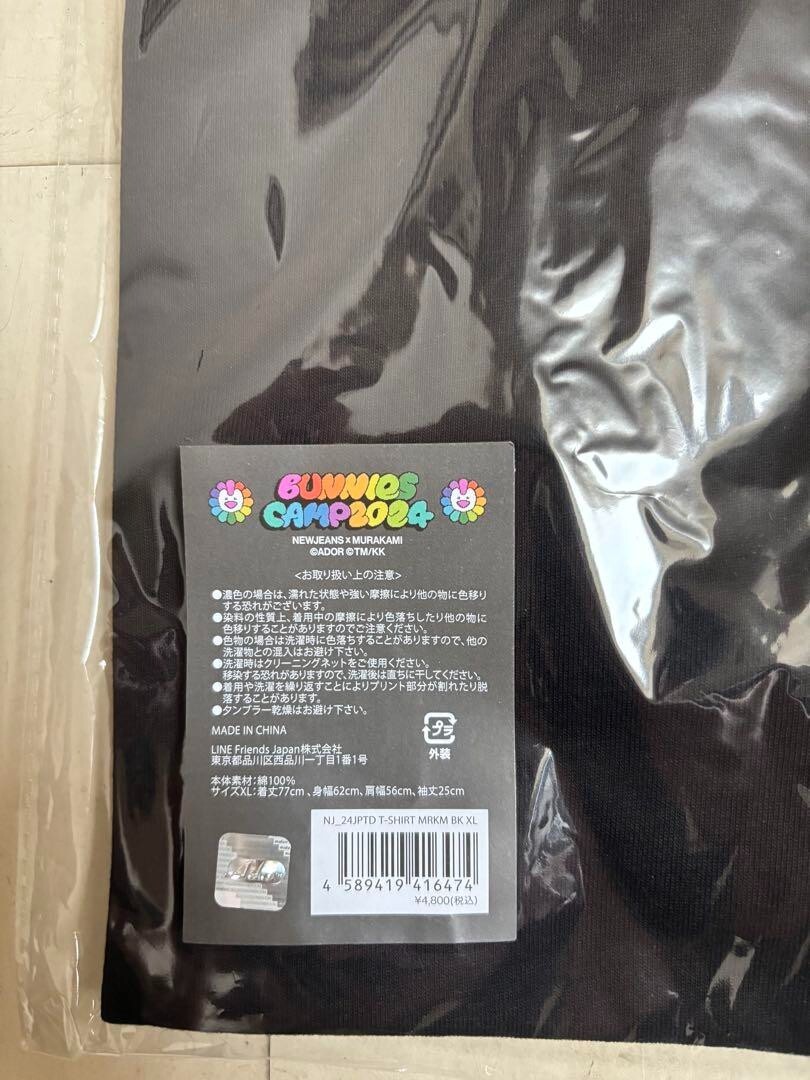 BUNNIES
CAMP2024
NEWJEANS × MURAKAMI
©ADOR ©TM/KK
<お取り扱い上の注意>
●濃色の場合は、濡れた状態や強い摩擦により他の物に色移り
する恐れがございます。
●染料の性質上、着用中の摩擦により色落ちしたり他の物に
色移りすることがありますのでご注意ください。
●色物の場合は洗濯時に色落ちすることがありますので、他の
洗濯物との混入はお避け下さい。
●洗濯時はクリーニングネットをご使用ください。
移染する恐れがありますので、洗濯後は直ちに干してください。
●着用や洗濯を繰り返すことによりプリント部分が割れたり脱
落することがあります。
●タンブラー乾燥はお避け下さい。
MADE IN CHINA
LINE Friends Japan株式会社
東京都品川区西品川一丁目1番1号
プラ
外装
本体素材:綿100%
サイズXL:着丈77cm、身幅62cm、肩幅56cm、袖丈25cm
NJ_24JPTD T-SHIRT MRKM BK XL
4 589419 416474
¥4,800(税込)